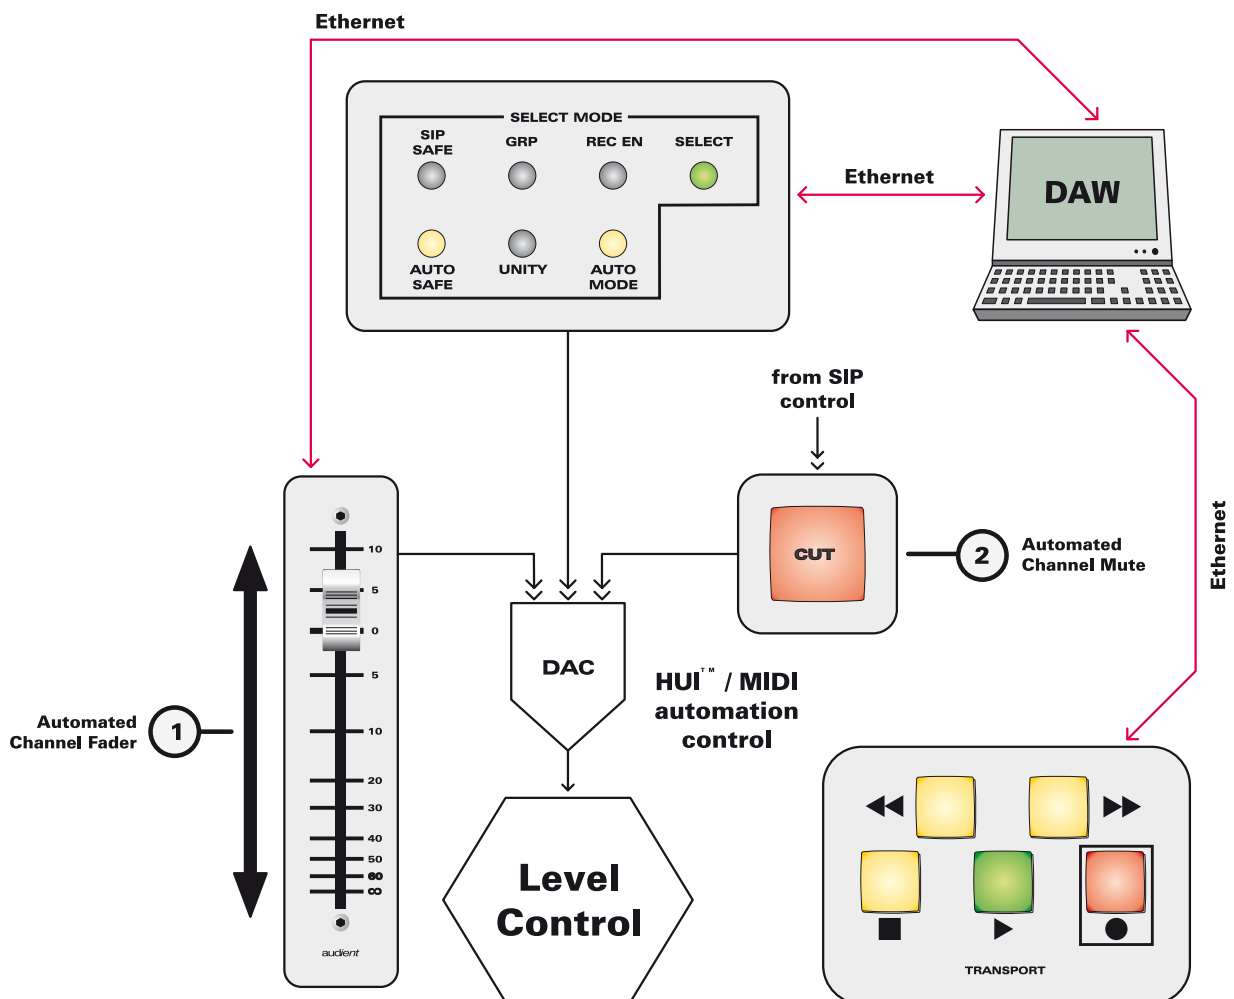 Ethernet
SELECT MODE
SIP
SAFE
GRP
REC EN
SELECT
AUTO
SAFE
UNITY
AUTO
MODE
Ethernet
DAW
from SIP
control
CUT
2
Automated
Channel Mute
Ethernet
10
5
0
5
10
20
30
40
50
60
∞
audient
Automated
Channel Fader
1
DAC
HUI™ / MIDI
automation
control
Level
Control
TRANSPORT